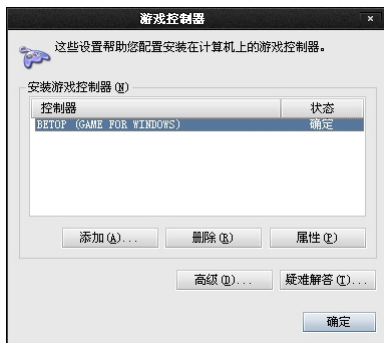 游戏控制器
这些设置帮助您配置安装在计算机上的游戏控制器。
安装游戏控制器(N)
控制器 状态
BETOP (GAME FOR WINDOWS) 确定
添加(A)... 删除(R) 属性(P)
高级(D)... 疑难解答(T)...
确定